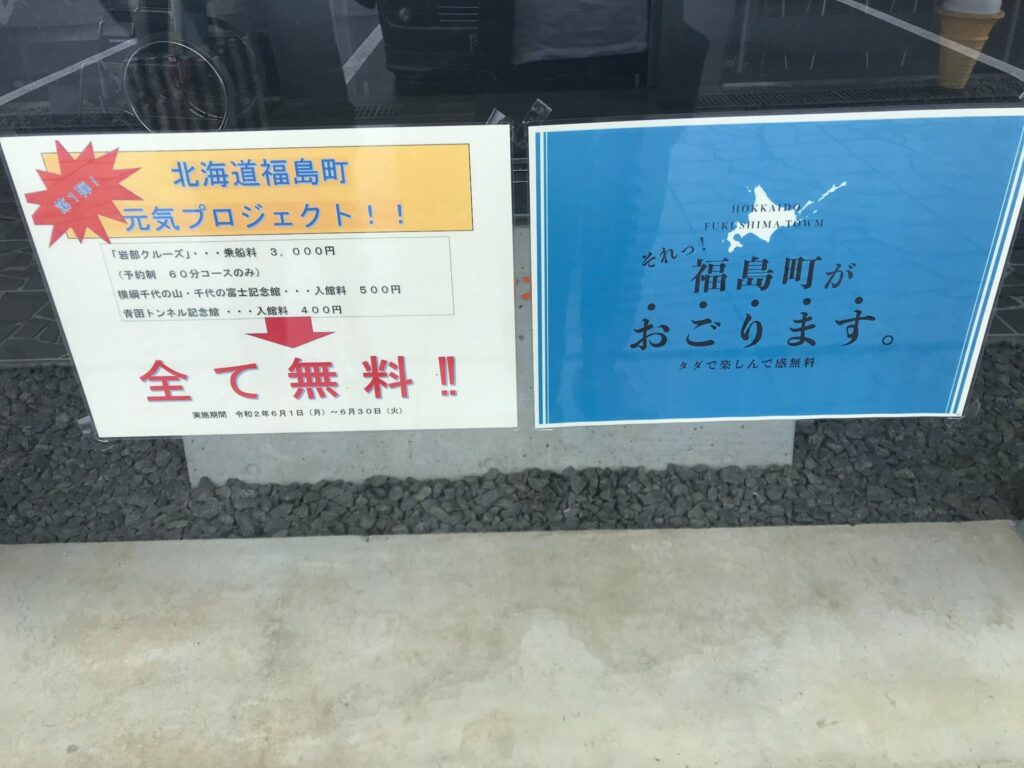 第1弾!
北海道福島町
元気プロジェクト!!
「岩部クルーズ」・・・乗船料 3,000円
(予約制 60分コースのみ)
横綱千代の山・千代の富士記念館・・・入館料 500円
青函トンネル記念館 ・・・入館料 400円
全て無料!!
実施期間 令和2年6月1日(月)~6月30日(火)
HOKKAIDO
FUKUSHIMA TOWM
それっ!
福島町が
おごります。
タダで楽しんで感無料